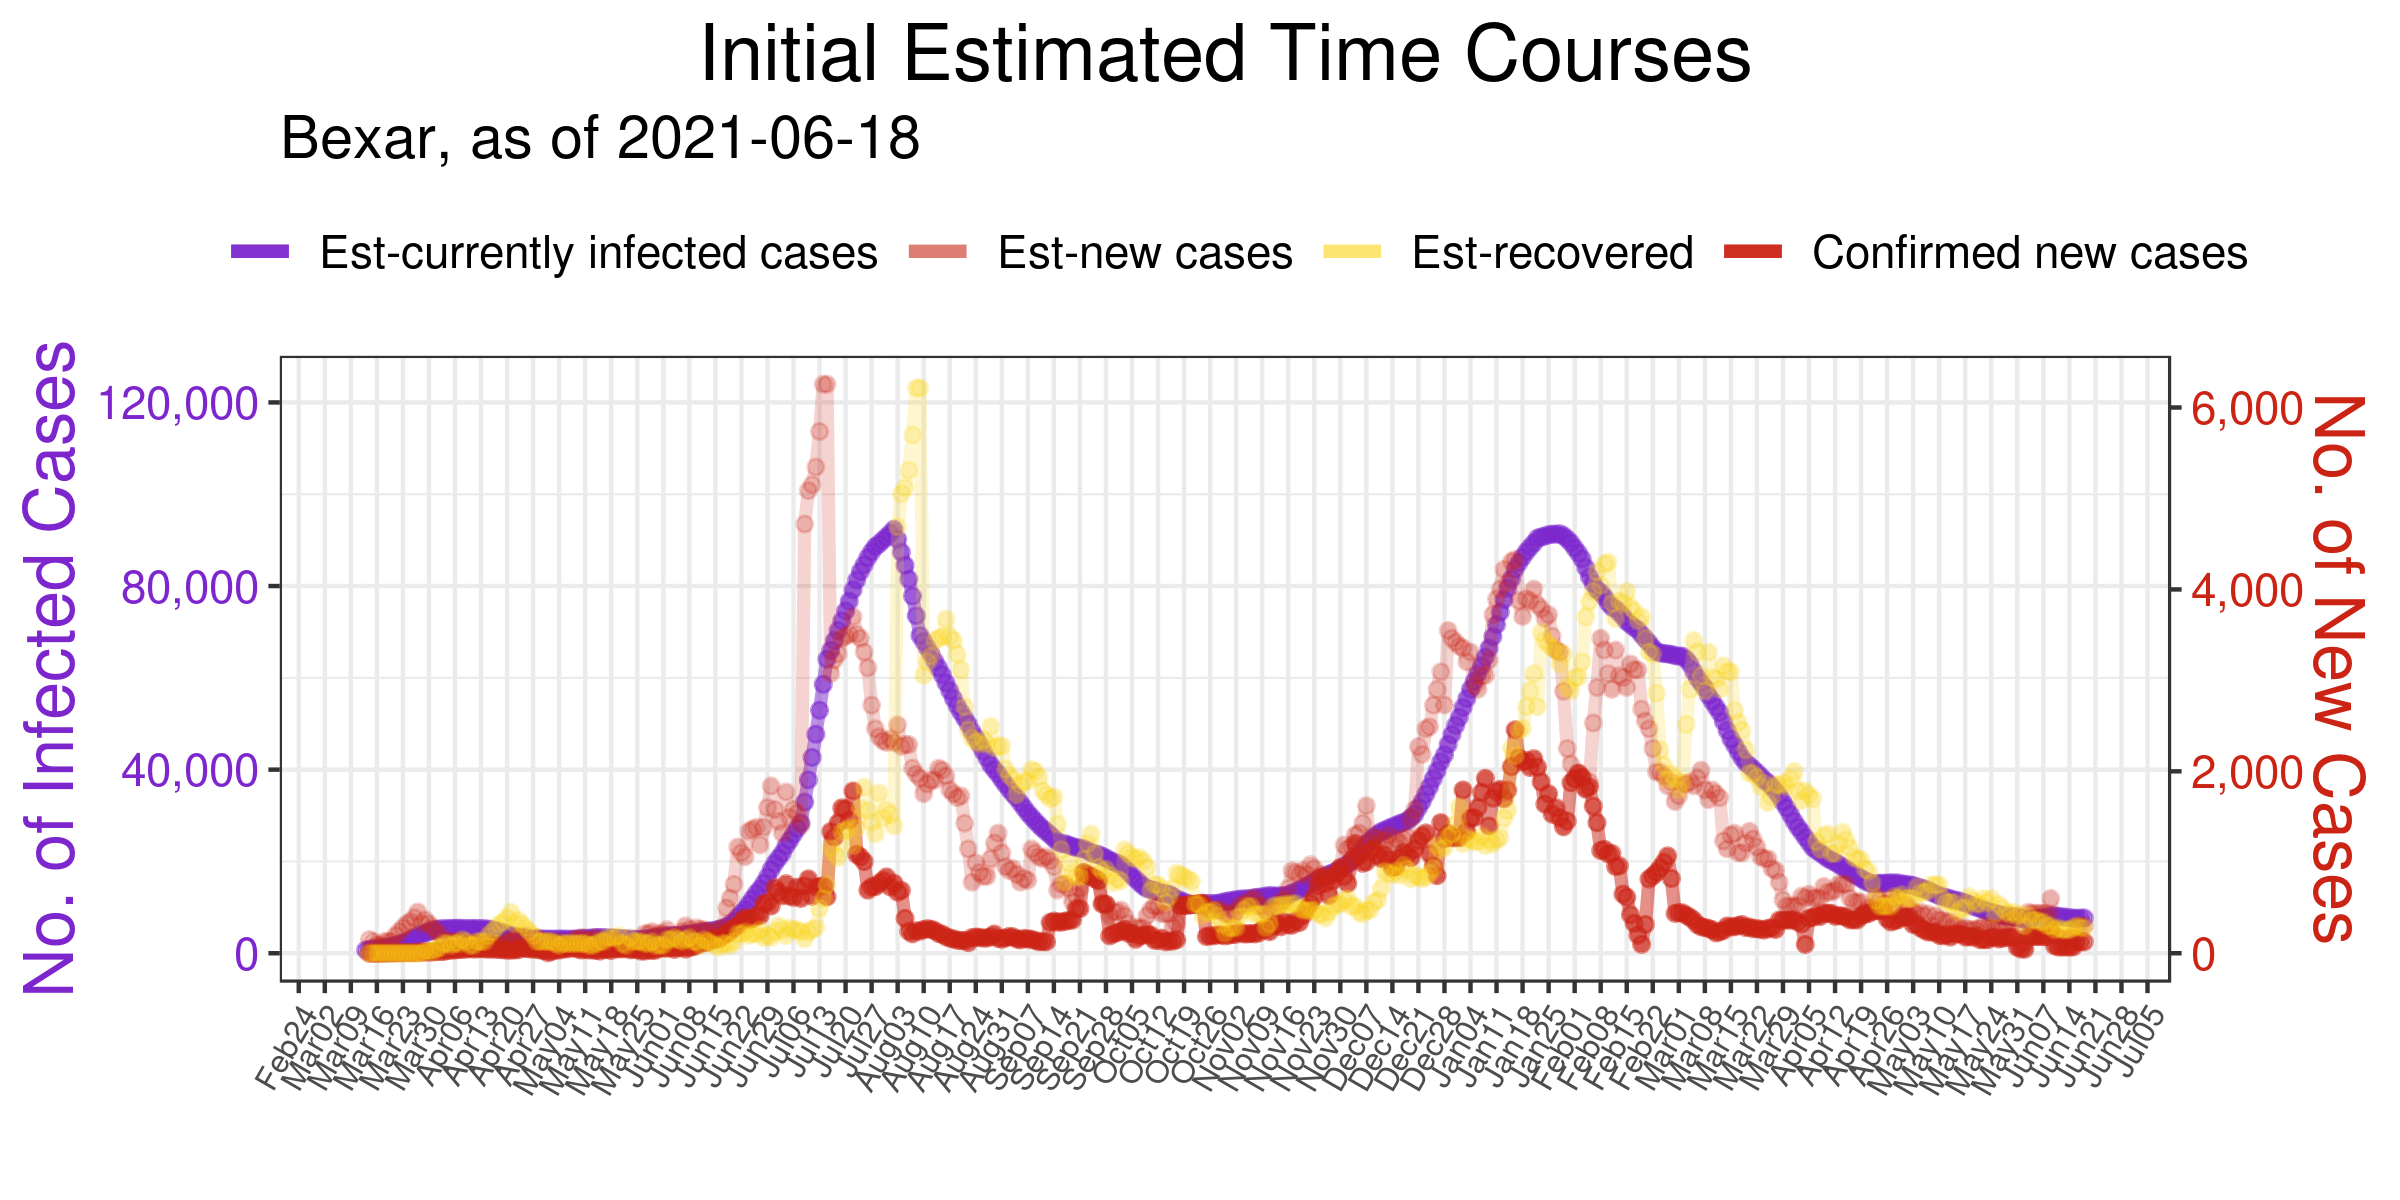 Initial Estimated Time Courses
Bexar, as of 2021-06-18
Est-currently infected cases
Est-new cases
Est-recovered
Confirmed new cases
No. of Infected Cases
120,000
80,000
40,000
0
6,000
4,000
2,000
0
No. of New Cases
Feb24
Mar02
Mar09
Mar16
Mar23
Mar30
Apr06
Apr13
Apr20
Apr27
May04
May11
May18
May25
Jun01
Jun08
Jun15
Jun22
Jun29
Jul06
Jul13
Jul20
Jul27
Aug03
Aug10
Aug17
Aug24
Aug31
Sep07
Sep14
Sep21
Sep28
Oct05
Oct12
Oct19
Oct26
Nov02
Nov09
Nov16
Nov23
Nov30
Dec07
Dec14
Dec21
Dec28
Jan04
Jan11
Jan18
Jan25
Feb01
Feb08
Feb15
Feb22
Mar01
Mar08
Mar15
Mar22
Mar29
Apr05
Apr12
Apr19
Apr26
May03
May10
May17
May24
May31
Jun07
Jun14
Jun21
Jun28
Jul05